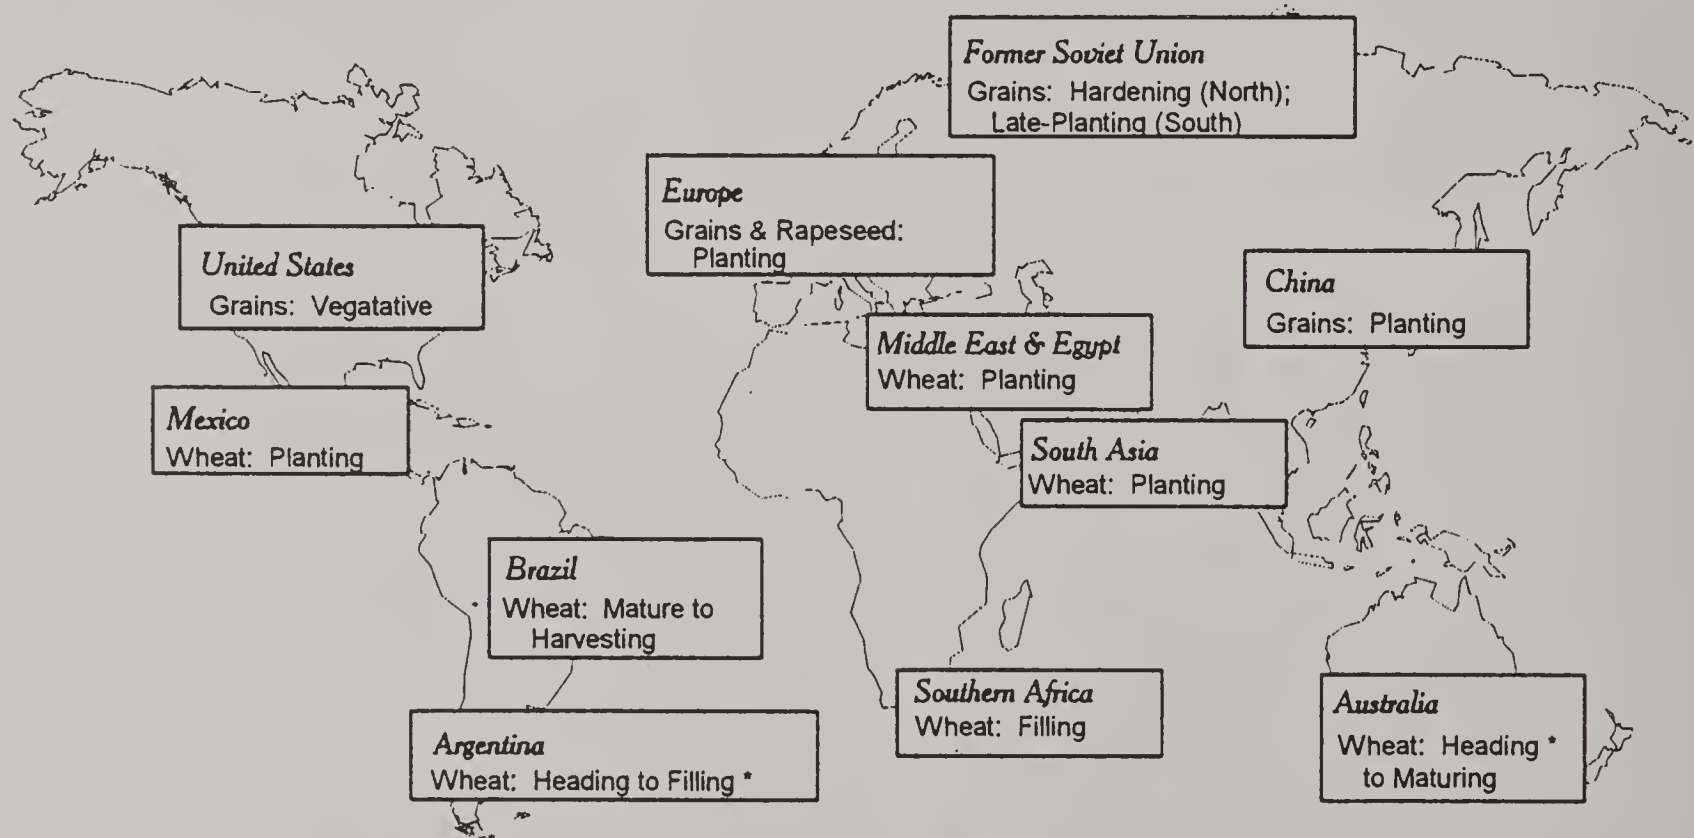 Former Soviet Union
Grains: Hardening (North);
Late-Planting (South)
Europe
Grains & Rapeseed:
Planting
United States
Grains: Vegatative
China
Grains: Planting
Middle East & Egypt
Wheat: Planting
Mexico
Wheat: Planting
South Asia
Wheat: Planting
Brazil
Wheat: Mature to
Harvesting
Southern Africa
Wheat: Filling
Australia
Wheat: Heading *
to Maturing
Argentina
Wheat: Heading to Filling *